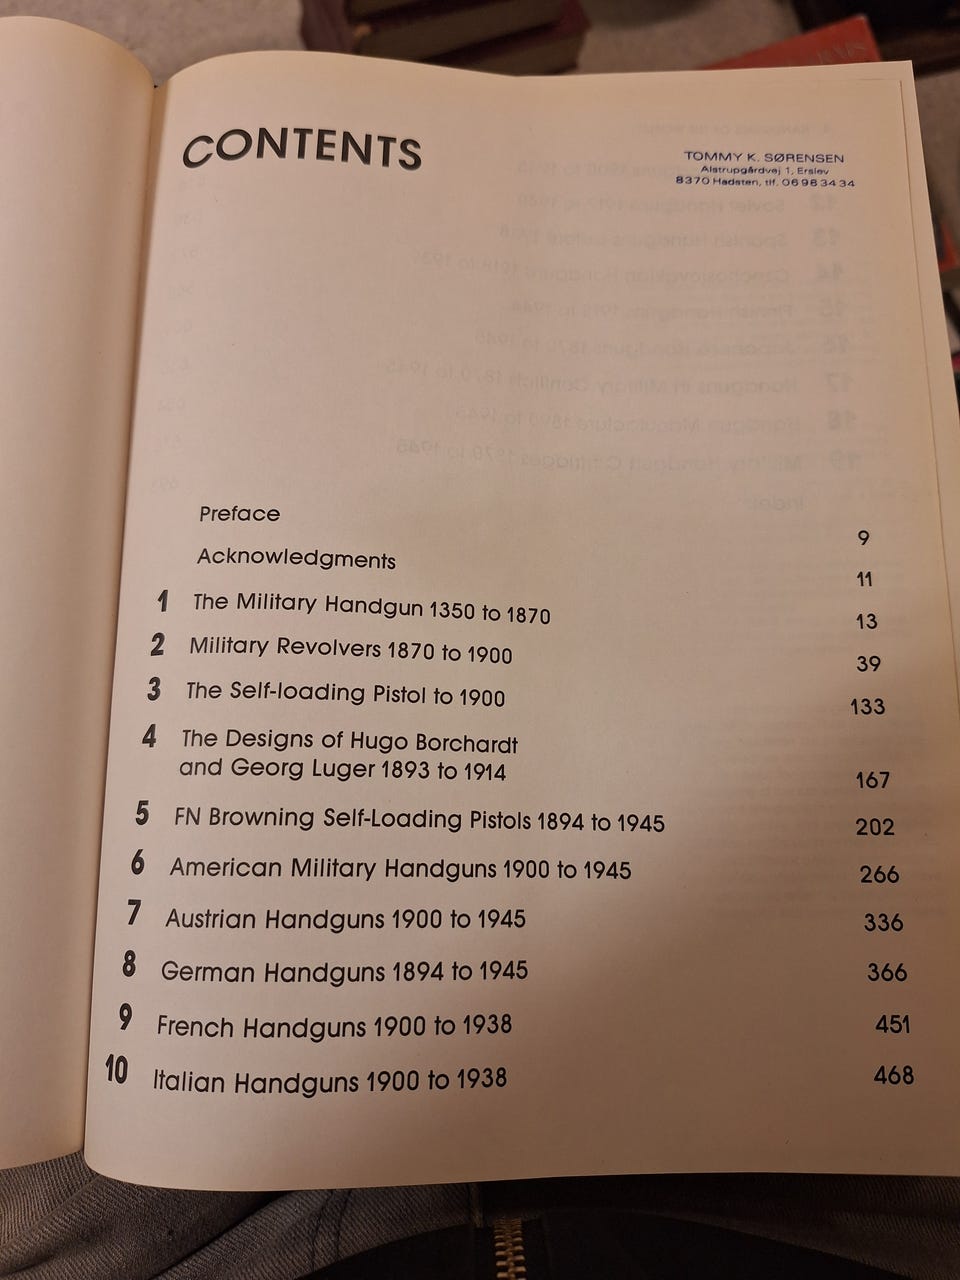 CONTENTS
TOMMY K. SØRENSEN
Alstrupgårdvej 1, Erslev
8370 Hadsten, tlf. 06 98 34 34
Preface 9
Acknowledgments 11
1 The Military Handgun 1350 to 1870 13
2 Military Revolvers 1870 to 1900 39
3 The Self-loading Pistol to 1900 133
4 The Designs of Hugo Borchardt
and Georg Luger 1893 to 1914 167
5 FN Browning Self-Loading Pistols 1894 to 1945 202
6 American Military Handguns 1900 to 1945 266
7 Austrian Handguns 1900 to 1945 336
8 German Handguns 1894 to 1945 366
9 French Handguns 1900 to 1938 451
10 Italian Handguns 1900 to 1938 468